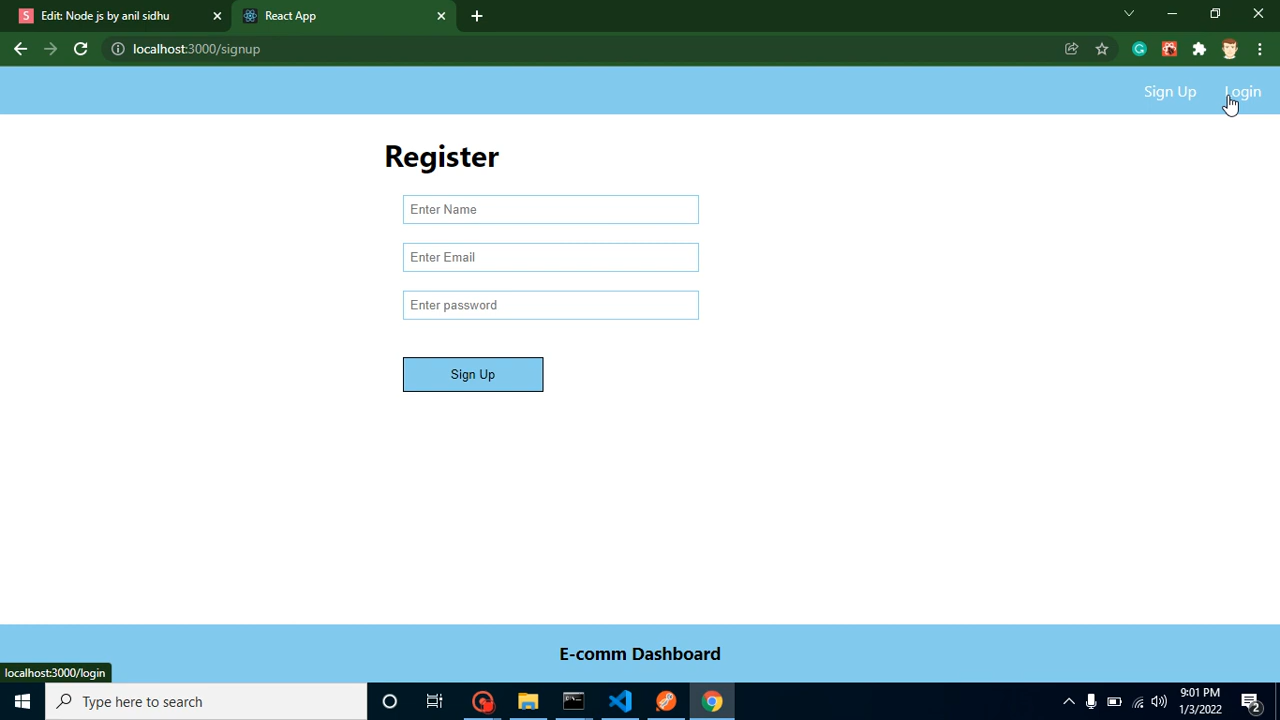 Edit: Node js by anil sidhu
React App
localhost:3000/signup
Sign Up
Login
Register
Enter Name
Enter Email
Enter password
Sign Up
E-comm Dashboard
localhost:3000/login
Type here to search
9:01 PM
1/3/2022
2